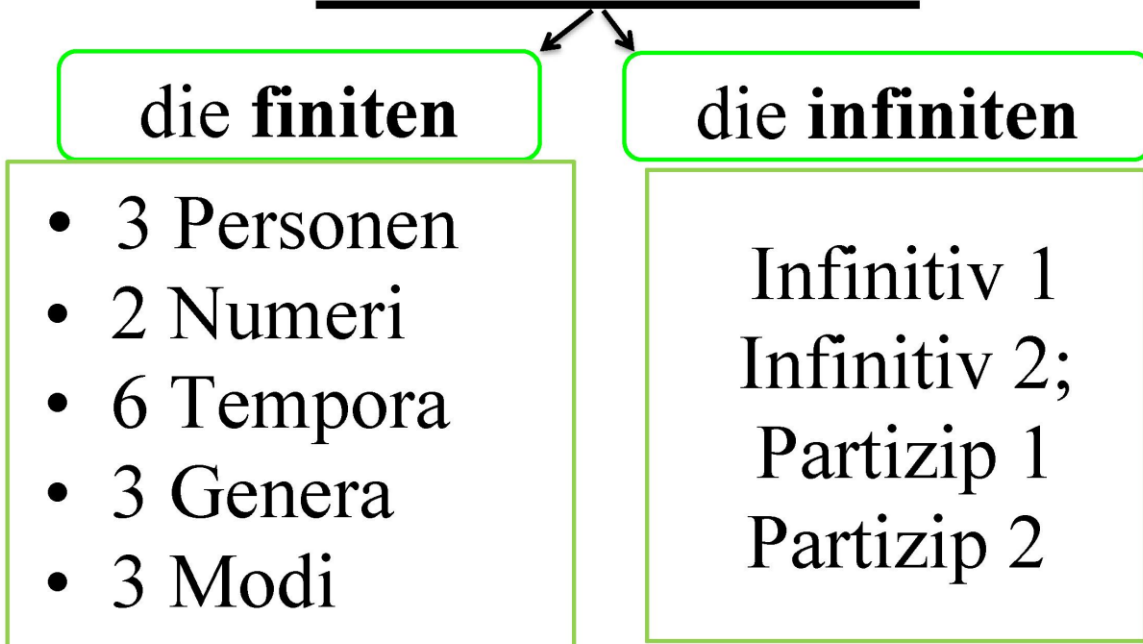 die finiten
• 3 Personen
• 2 Numeri
• 6 Tempora
• 3 Genera
• 3 Modi
die infiniten
Infinitiv 1
Infinitiv 2;
Partizip 1
Partizip 2